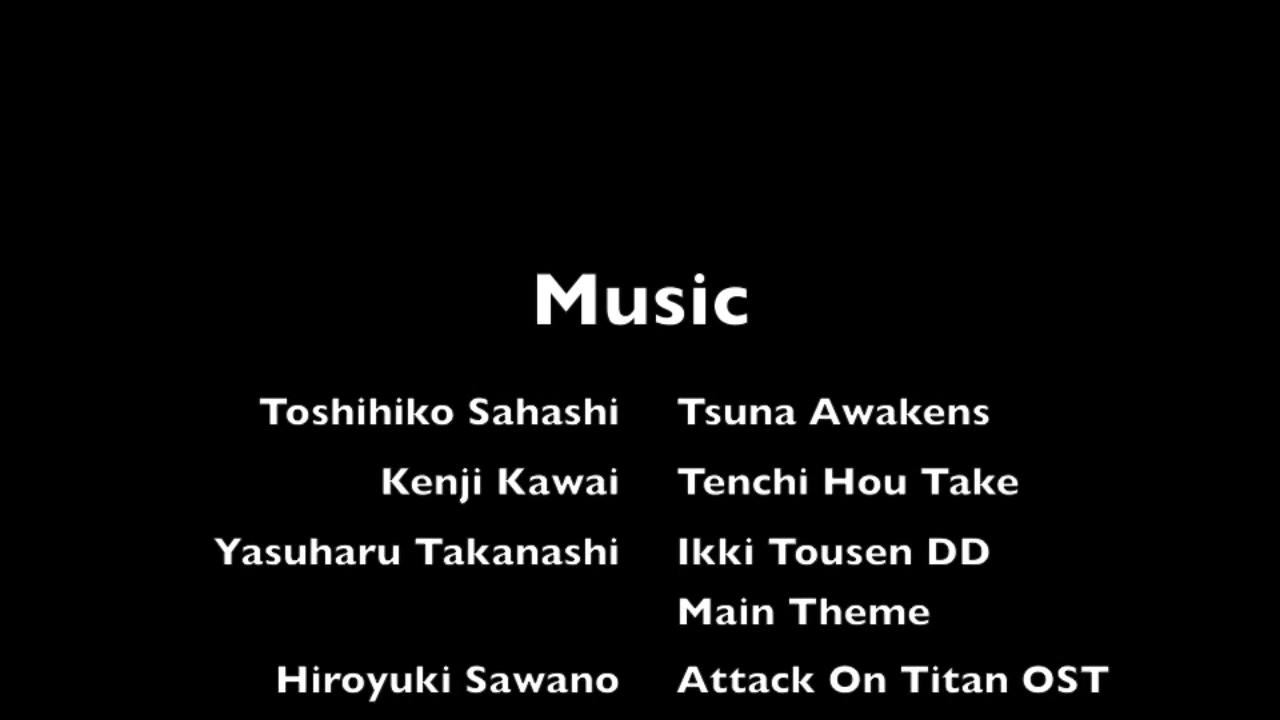 Music
Toshihiko Sahashi Tsuna Awakens
Kenji Kawai Tenchi Hou Take
Yasuharu Takanashi Ikki Tousen DD
Main Theme
Hiroyuki Sawano Attack On Titan OST